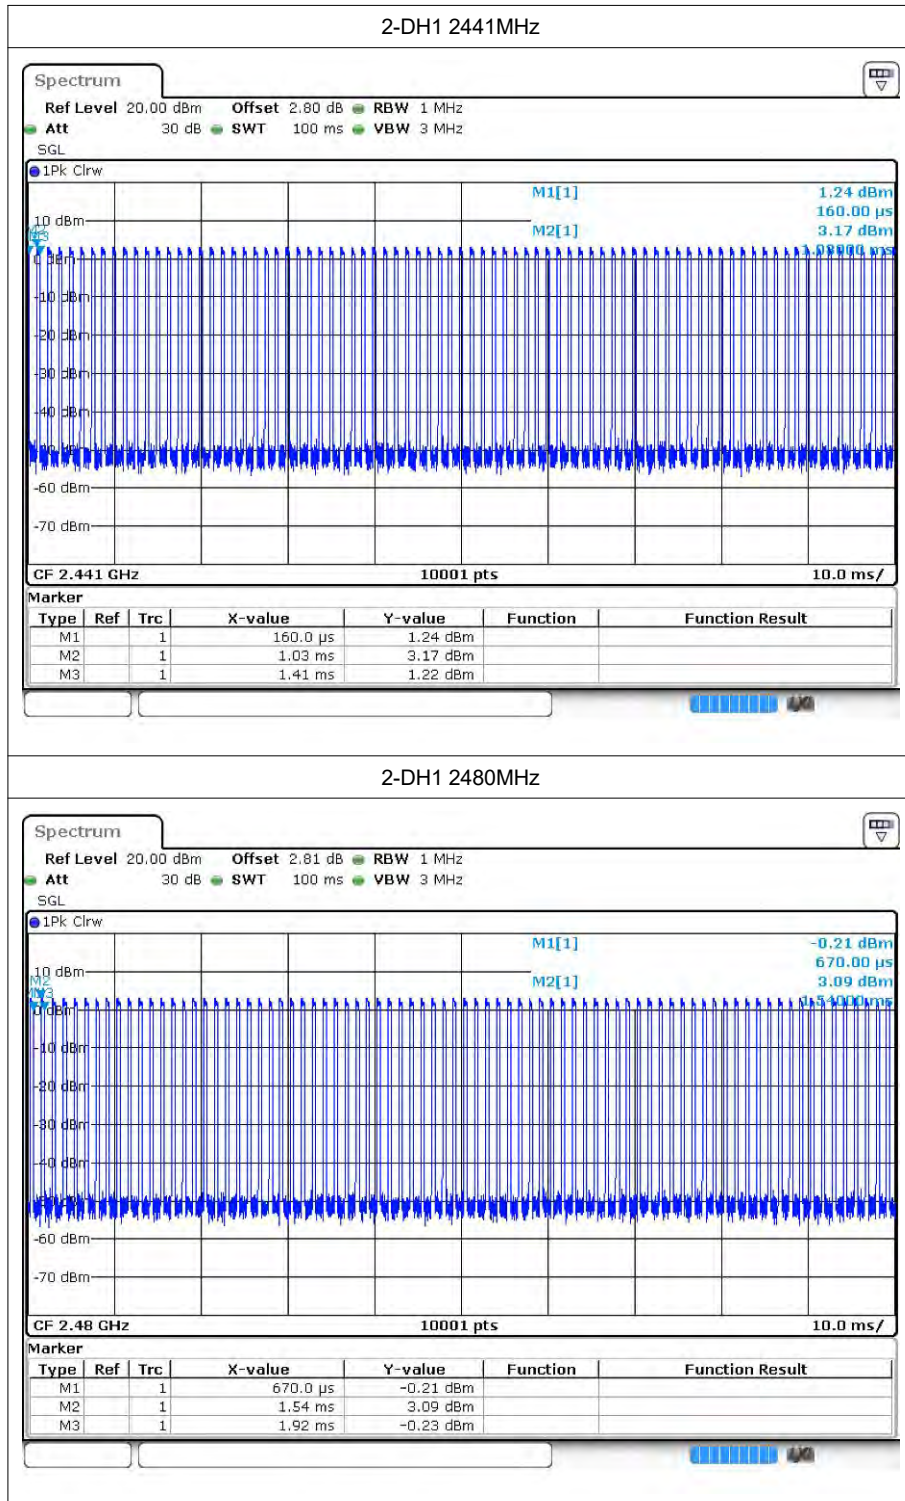 2-DH1 2441MHz
Spectrum
Ref Level 20.00 dBm Offset 2.80 dB RBW 1 MHz
Att 30 dB SWT 100 ms VBW 3 MHz
SGL
1Pk Clrw
M1[1] 1.24 dBm
160.00 µs
10 dBm M2[1] 3.17 dBm
0 dBm
-10 dBm
-20 dBm
-30 dBm
-40 dBm
-60 dBm
-70 dBm
CF 2.441 GHz 10001 pts 10.0 ms/
Marker
Type Ref Trc X-value Y-value Function Function Result
M1 1 160.0 µs 1.24 dBm
M2 1 1.03 ms 3.17 dBm
M3 1 1.41 ms 1.22 dBm
2-DH1 2480MHz
Spectrum
Ref Level 20.00 dBm Offset 2.81 dB RBW 1 MHz
Att 30 dB SWT 100 ms VBW 3 MHz
SGL
1Pk Clrw
M1[1] -0.21 dBm
670.00 µs
10 dBm
M2 M2[1] 3.09 dBm
1.54000 ms
0 dBm
-10 dBm
-20 dBm
-30 dBm
-40 dBm
-60 dBm
-70 dBm
CF 2.48 GHz 10001 pts 10.0 ms/
Marker
Type Ref Trc X-value Y-value Function Function Result
M1 1 670.0 µs -0.21 dBm
M2 1 1.54 ms 3.09 dBm
M3 1 1.92 ms -0.23 dBm